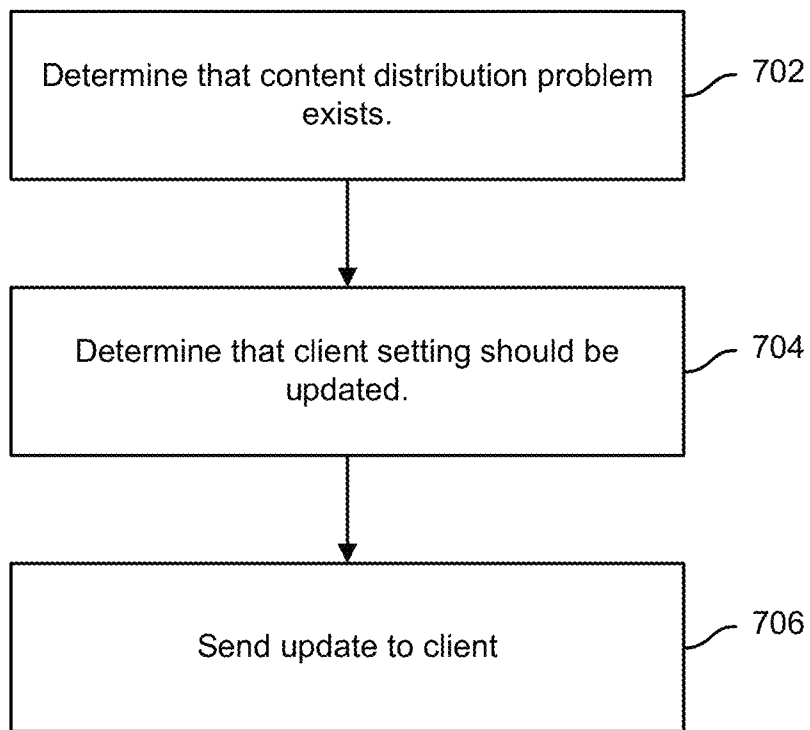 Determine that content distribution problem
exists.
702
Determine that client setting should be
updated.
704
Send update to client
706